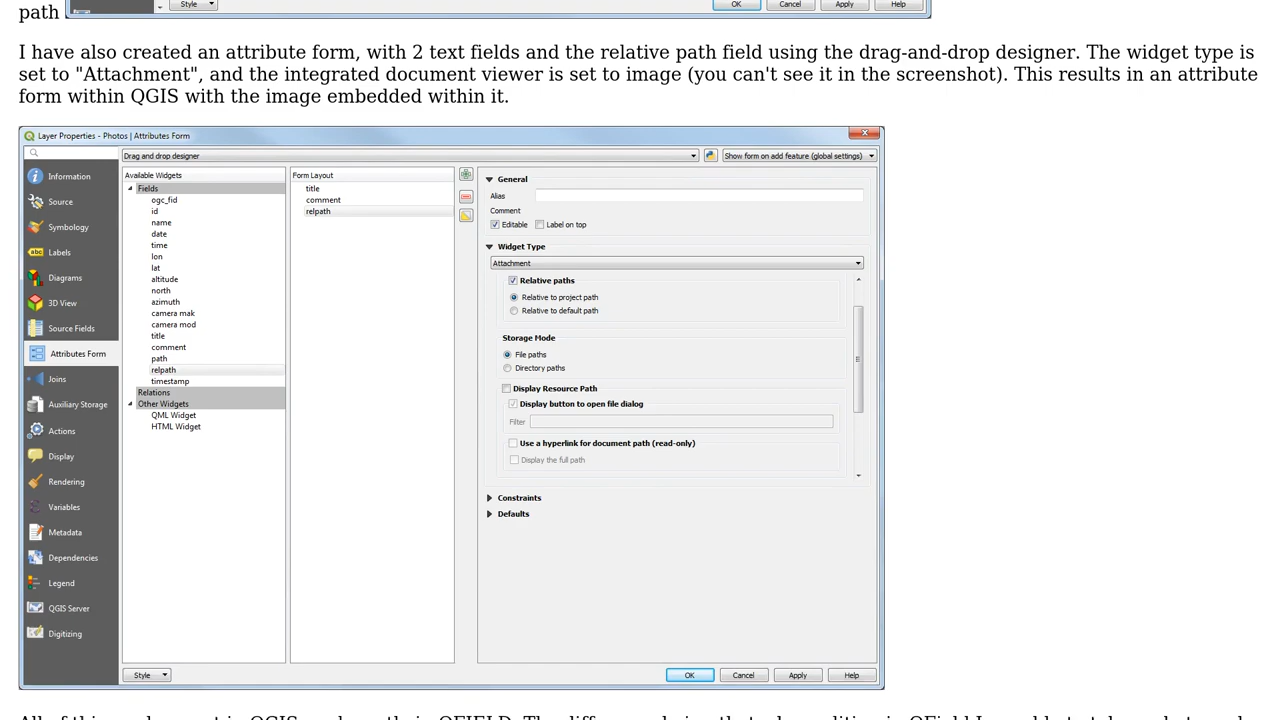 path
Style
OK
Cancel
Apply
Help
I have also created an attribute form, with 2 text fields and the relative path field using the drag-and-drop designer. The widget type is
set to "Attachment", and the integrated document viewer is set to image (you can't see it in the screenshot). This results in an attribute
form within QGIS with the image embedded within it.
Layer Properties - Photos | Attributes Form
Drag and drop designer
Show form on add feature (global settings)
Information
Source
Symbology
abc Labels
Diagrams
3D View
Source Fields
Attributes Form
Joins
Auxiliary Storage
Actions
Display
Rendering
Variables
Metadata
Dependencies
Legend
QGIS Server
Digitizing
Available Widgets
Fields
ogc_fid
id
name
date
time
lon
lat
altitude
north
azimuth
camera mak
camera mod
title
comment
path
relpath
timestamp
Relations
Other Widgets
QML Widget
HTML Widget
Form Layout
title
comment
relpath
General
Alias
Comment
Editable
Label on top
Widget Type
Attachment
Relative paths
Relative to project path
Relative to default path
Storage Mode
File paths
Directory paths
Display Resource Path
Display button to open file dialog
Filter
Use a hyperlink for document path (read-only)
Display the full path
Constraints
Defaults
Style
OK
Cancel
Apply
Help